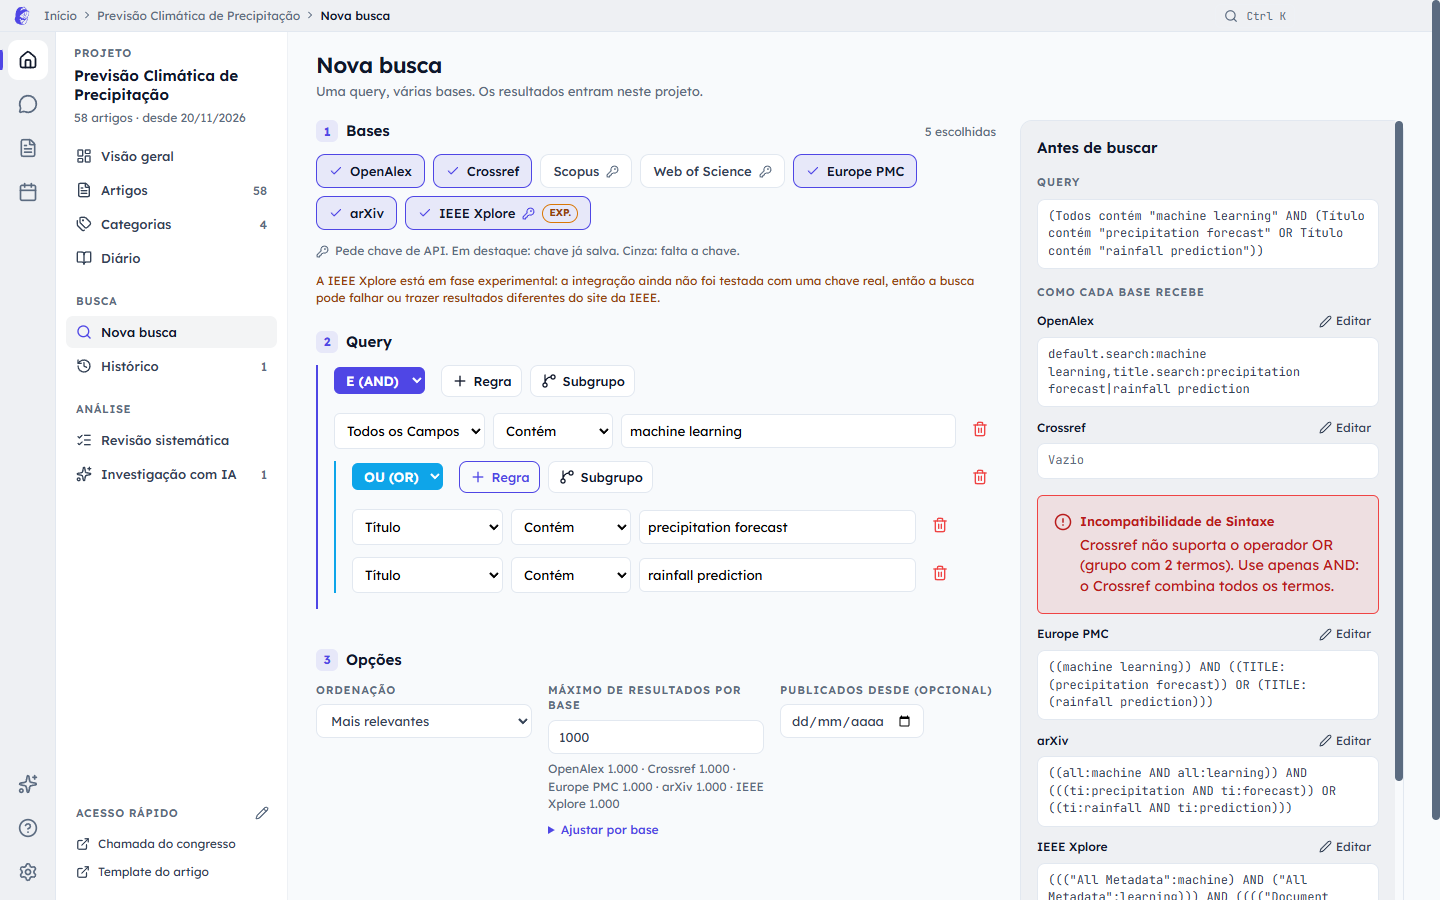 Início > Previsão Climática de Precipitação > Nova busca
Ctrl K
PROJETO
Previsão Climática de
Precipitação
58 artigos · desde 20/11/2026
Visão geral
Artigos 58
Categorias 4
Diário
BUSCA
Nova busca
Histórico 1
ANÁLISE
Revisão sistemática
Investigação com IA 1
ACESSO RÁPIDO
Chamada do congresso
Template do artigo
Nova busca
Uma query, várias bases. Os resultados entram neste projeto.
1 Bases 5 escolhidas
OpenAlex Crossref Scopus Web of Science Europe PMC
arXiv IEEE Xplore EXP.
Pede chave de API. Em destaque: chave já salva. Cinza: falta a chave.
A IEEE Xplore está em fase experimental: a integração ainda não foi testada com uma chave real, então a busca
pode falhar ou trazer resultados diferentes do site da IEEE.
2 Query
E (AND) + Regra Subgrupo
Todos os Campos Contém machine learning
OU (OR) + Regra Subgrupo
Título Contém precipitation forecast
Título Contém rainfall prediction
3 Opções
ORDENAÇÃO
Mais relevantes
MÁXIMO DE RESULTADOS POR
BASE
1000
OpenAlex 1.000 · Crossref 1.000 ·
Europe PMC 1.000 · arXiv 1.000 · IEEE
Xplore 1.000
Ajustar por base
PUBLICADOS DESDE (OPCIONAL)
dd/mm/aaaa
Antes de buscar
QUERY
(Todos contém "machine learning" AND (Título
contém "precipitation forecast" OR Título
contém "rainfall prediction"))
COMO CADA BASE RECEBE
OpenAlex Editar
default.search:machine
learning,title.search:precipitation
forecast|rainfall prediction
Crossref Editar
Vazio
Incompatibilidade de Sintaxe
Crossref não suporta o operador OR
(grupo com 2 termos). Use apenas AND:
o Crossref combina todos os termos.
Europe PMC Editar
((machine learning)) AND ((TITLE:
(precipitation forecast)) OR (TITLE:
(rainfall prediction)))
arXiv Editar
((all:machine AND all:learning)) AND
(((ti:precipitation AND ti:forecast)) OR
((ti:rainfall AND ti:prediction)))
IEEE Xplore Editar
((("All Metadata":machine) AND ("All
Metadata":learning))) AND (((("Document